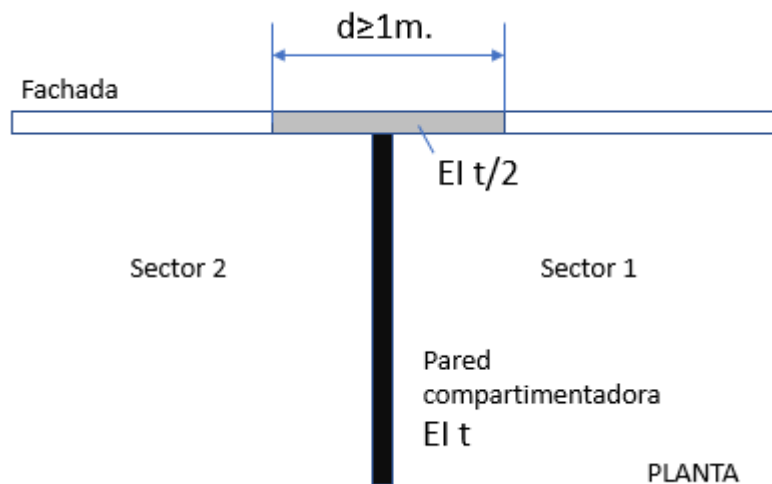 d≥1m.
Fachada
EI t/2
Sector 2
Sector 1
Pared
compartimentadora
EI t
PLANTA